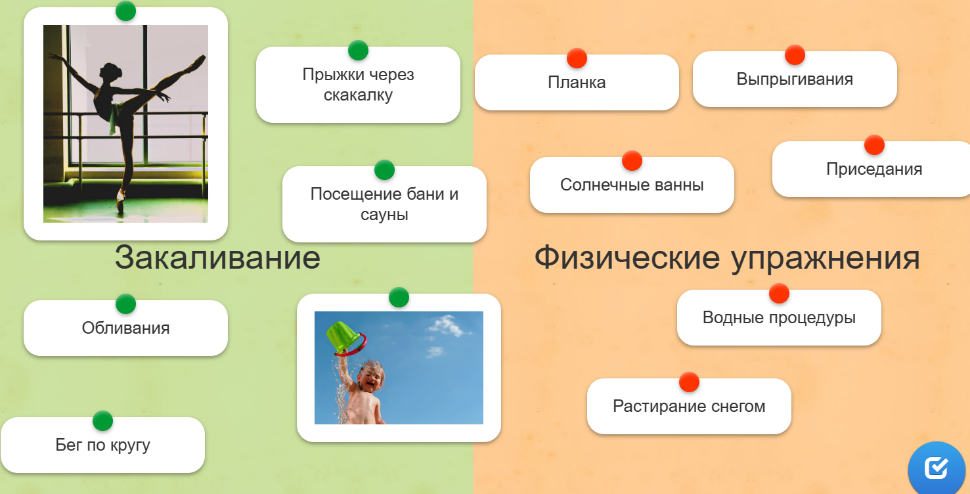 Прыжки через
скакалку
Планка
Выпрыгивания
Посещение бани и
сауны
Солнечные ванны
Приседания
Закаливание
Физические упражнения
Обливания
Водные процедуры
Растирание снегом
Бег по кругу